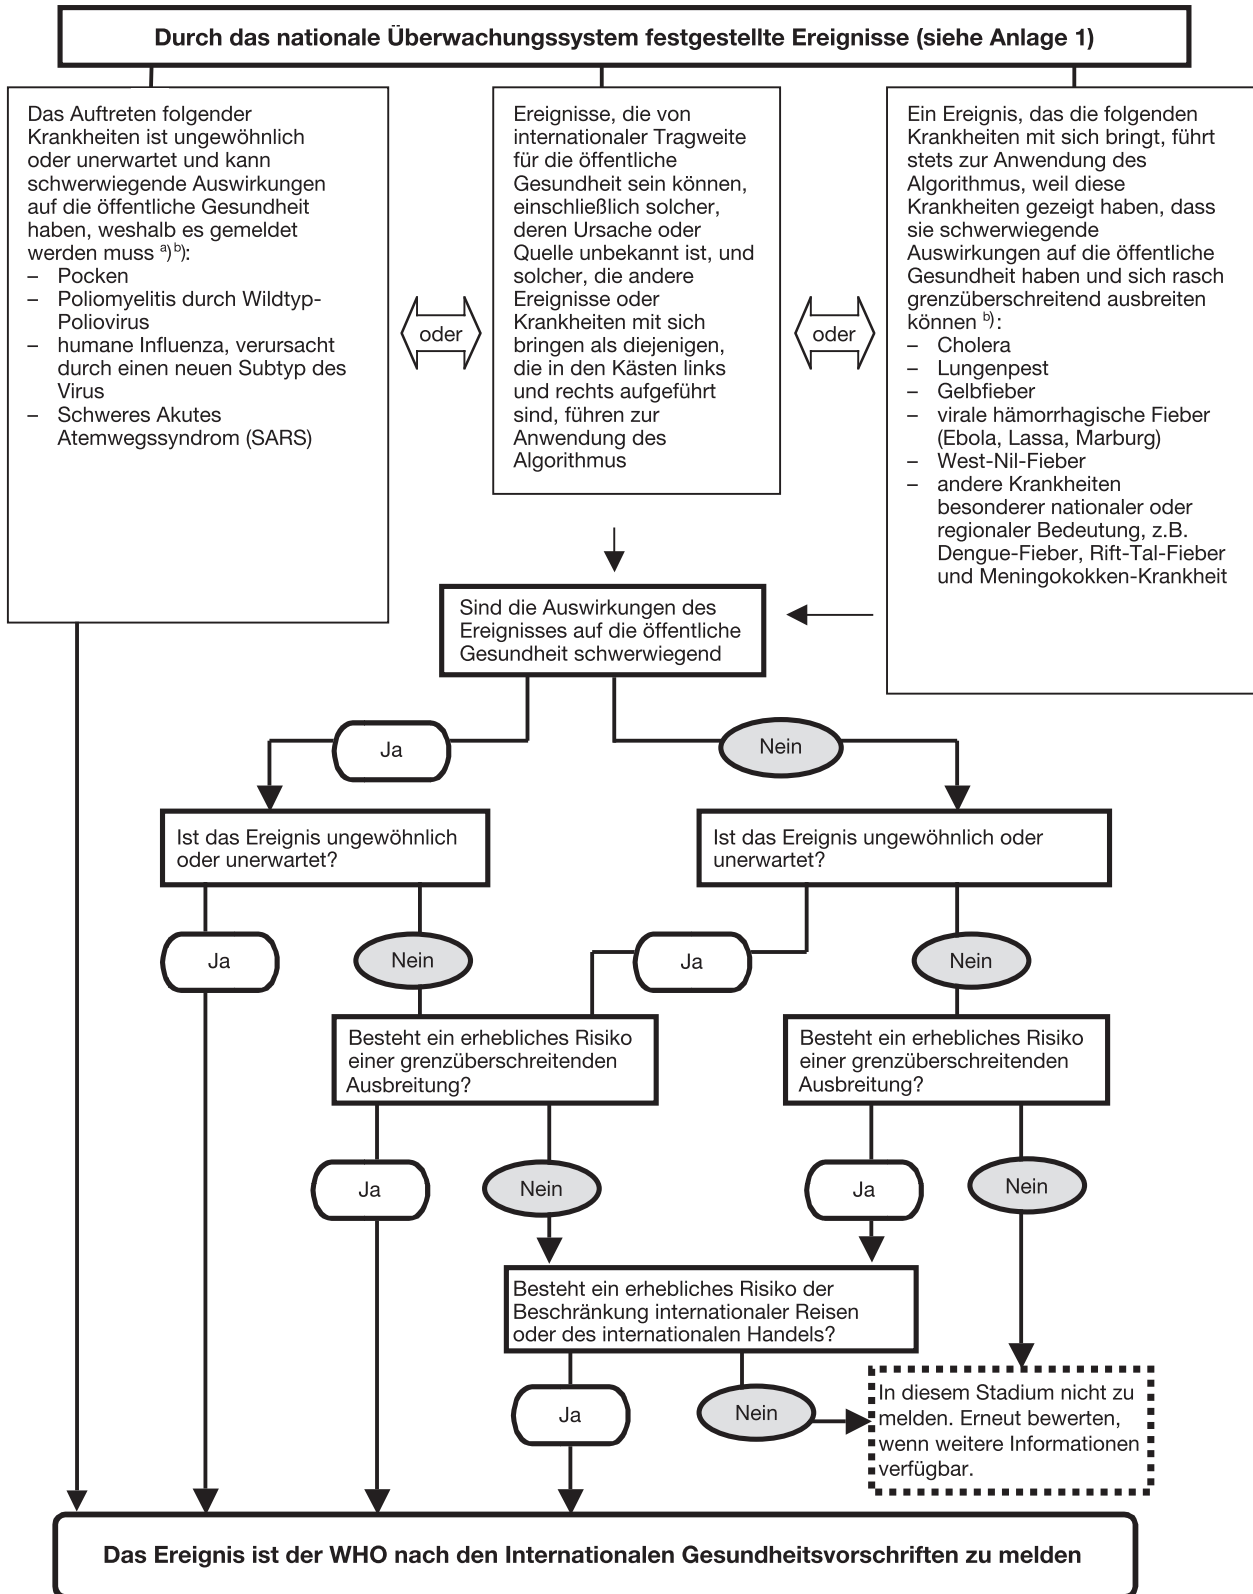 Durch das nationale Überwachungssystem festgestellte Ereignisse (siehe Anlage 1)
Das Auftreten folgender
Krankheiten ist ungewöhnlich
oder unerwartet und kann
schwerwiegende Auswirkungen
auf die öffentliche Gesundheit
haben, weshalb es gemeldet
werden muss a) b):
– Pocken
– Poliomyelitis durch Wildtyp-
Poliovirus
– humane Influenza, verursacht
durch einen neuen Subtyp des
Virus
– Schweres Akutes
Atemwegssyndrom (SARS)
oder
Ereignisse, die von
internationaler Tragweite
für die öffentliche
Gesundheit sein können,
einschließlich solcher,
deren Ursache oder
Quelle unbekannt ist, und
solcher, die andere
Ereignisse oder
Krankheiten mit sich
bringen als diejenigen,
die in den Kästen links
und rechts aufgeführt
sind, führen zur
Anwendung des
Algorithmus
oder
Ein Ereignis, das die folgenden
Krankheiten mit sich bringt, führt
stets zur Anwendung des
Algorithmus, weil diese
Krankheiten gezeigt haben, dass
sie schwerwiegende
Auswirkungen auf die öffentliche
Gesundheit haben und sich rasch
grenzüberschreitend ausbreiten
können b):
– Cholera
– Lungenpest
– Gelbfieber
– virale hämorrhagische Fieber
(Ebola, Lassa, Marburg)
– West-Nil-Fieber
– andere Krankheiten
besonderer nationaler oder
regionaler Bedeutung, z.B.
Dengue-Fieber, Rift-Tal-Fieber
und Meningokokken-Krankheit
Sind die Auswirkungen des
Ereignisses auf die öffentliche
Gesundheit schwerwiegend
Ja
Nein
Ist das Ereignis ungewöhnlich
oder unerwartet?
Ist das Ereignis ungewöhnlich oder
unerwartet?
Ja
Nein
Ja
Nein
Besteht ein erhebliches Risiko
einer grenzüberschreitenden
Ausbreitung?
Besteht ein erhebliches Risiko
einer grenzüberschreitenden
Ausbreitung?
Ja
Nein
Ja
Nein
Besteht ein erhebliches Risiko der
Beschränkung internationaler Reisen
oder des internationalen Handels?
Ja
Nein
In diesem Stadium nicht zu
melden. Erneut bewerten,
wenn weitere Informationen
verfügbar.
Das Ereignis ist der WHO nach den Internationalen Gesundheitsvorschriften zu melden